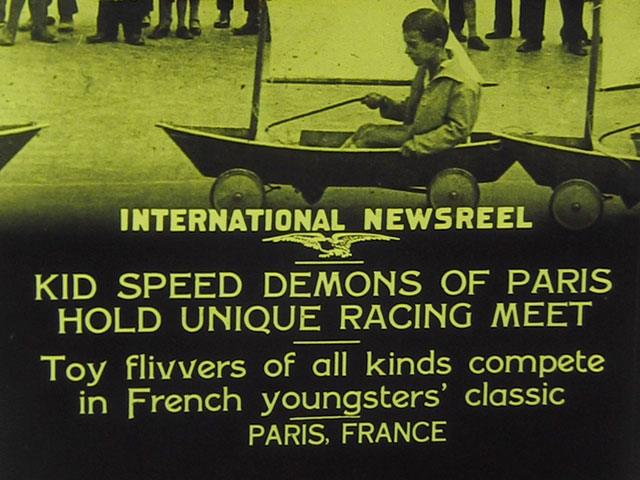 INTERNATIONAL NEWSREEL
KID SPEED DEMONS OF PARIS
HOLD UNIQUE RACING MEET
Toy flivvers of all kinds compete
in French youngsters' classic
PARIS, FRANCE